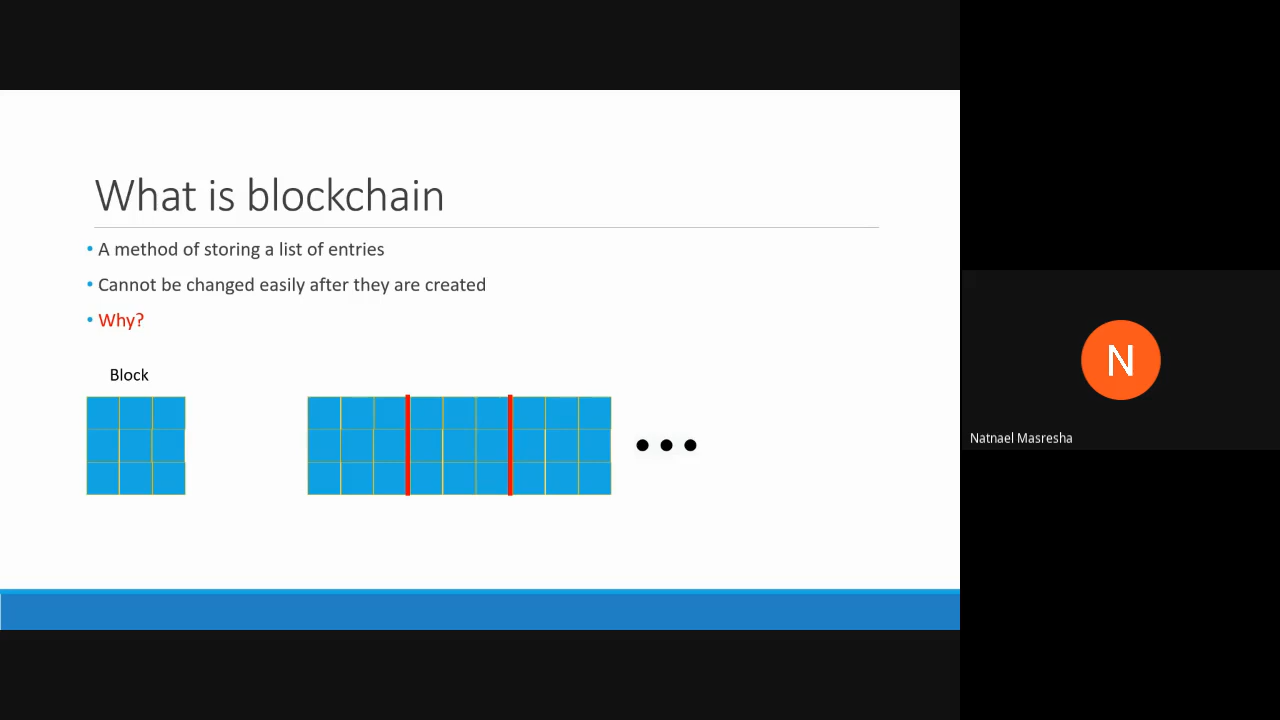 What is blockchain
• A method of storing a list of entries
• Cannot be changed easily after they are created
• Why?
Block
N
Natnael Masresha